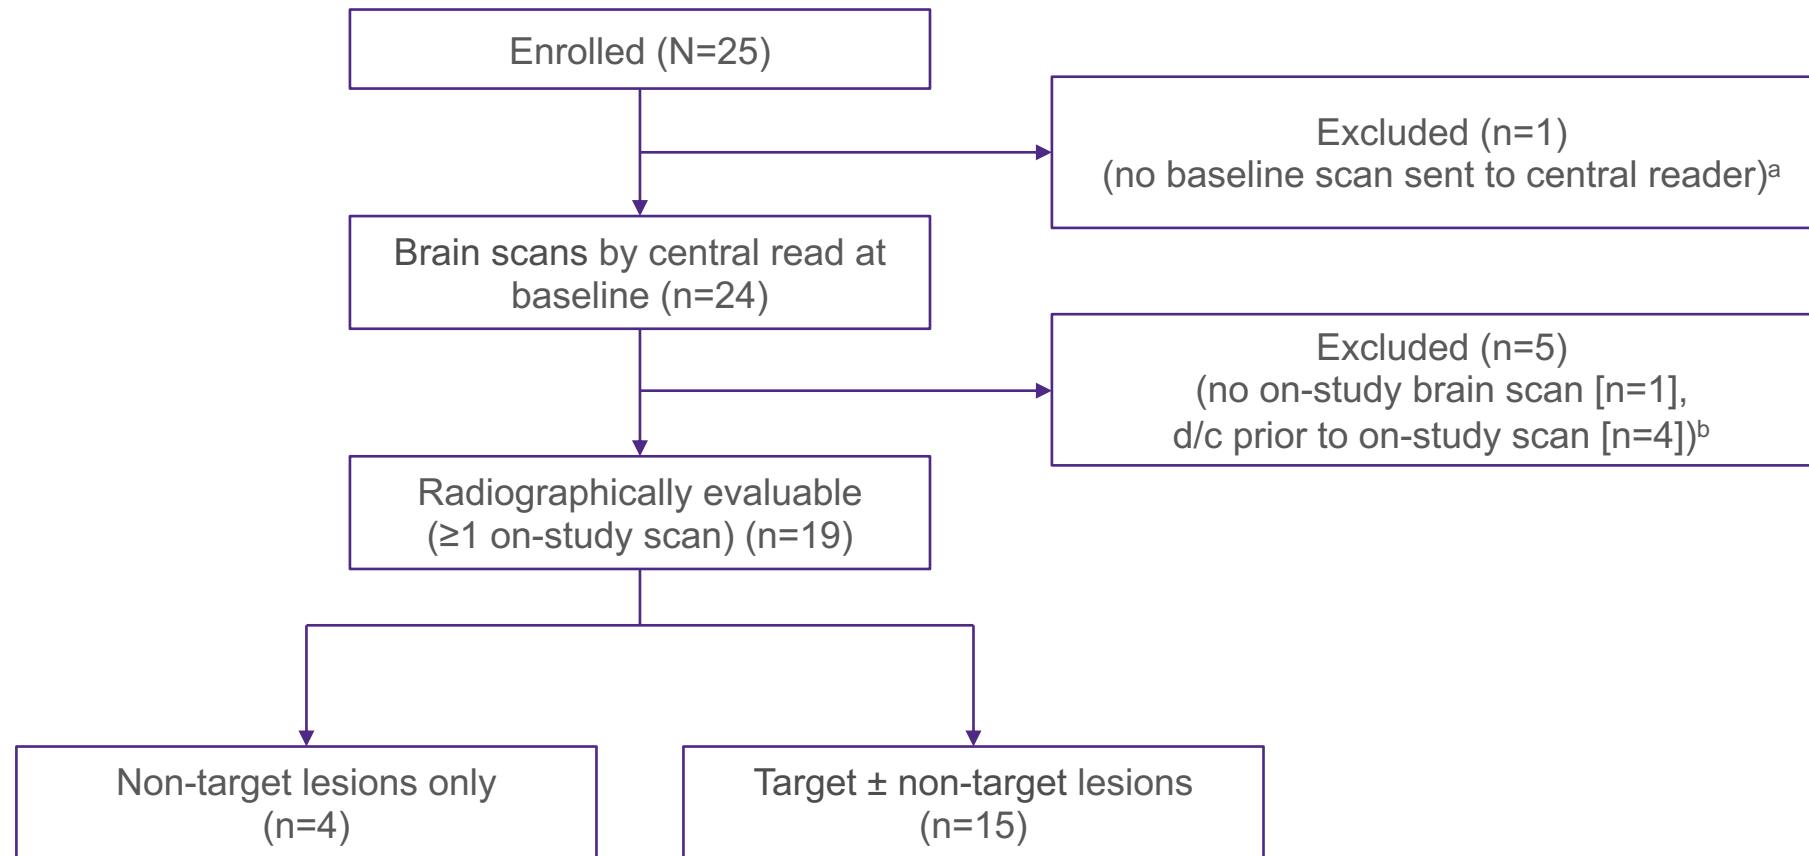 Enrolled (N=25)
Excluded (n=1)
(no baseline scan sent to central reader)ᵃ
Brain scans by central read at
baseline (n=24)
Excluded (n=5)
(no on-study brain scan [n=1],
d/c prior to on-study scan [n=4])ᵇ
Radiographically evaluable
(≥1 on-study scan) (n=19)
Non-target lesions only
(n=4)
Target ± non-target lesions
(n=15)